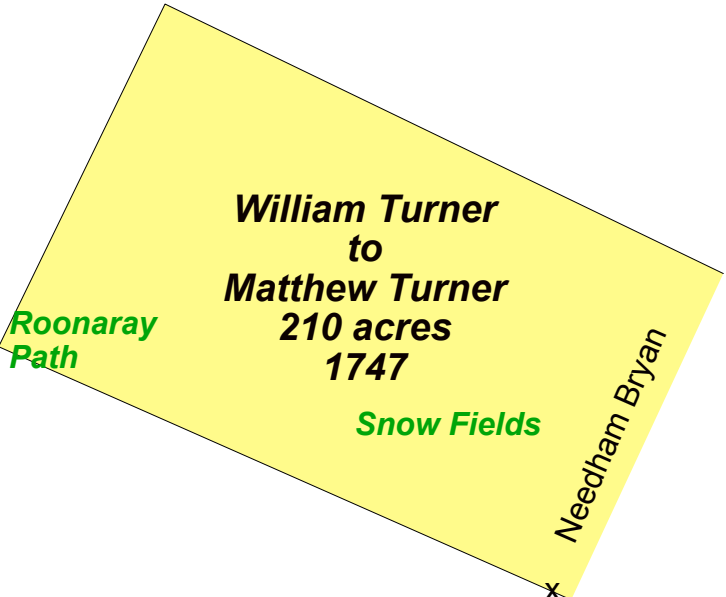 William Turner
to
Matthew Turner
210 acres
1747
Roonaray
Path
Snow Fields
Needham Bryan
x